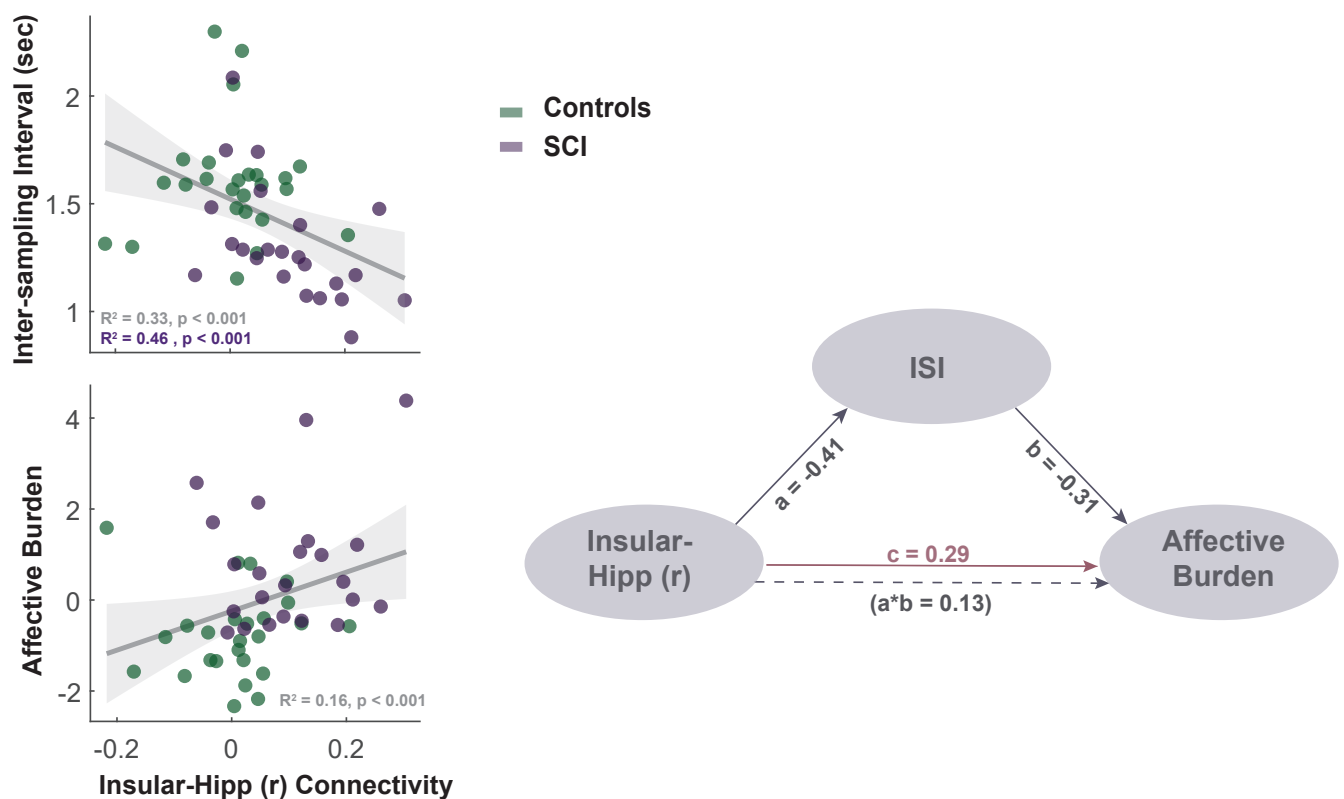 Inter-sampling Interval (sec)
2
1.5
1
R² = 0.33, p < 0.001
R² = 0.46 , p < 0.001
Controls
SCI
Affective Burden
4
2
0
-2
R² = 0.16, p < 0.001
-0.2
0
0.2
Insular-Hipp (r) Connectivity
ISI
a = -0.41
b = -0.31
Insular-
Hipp (r)
c = 0.29
(a*b = 0.13)
Affective
Burden